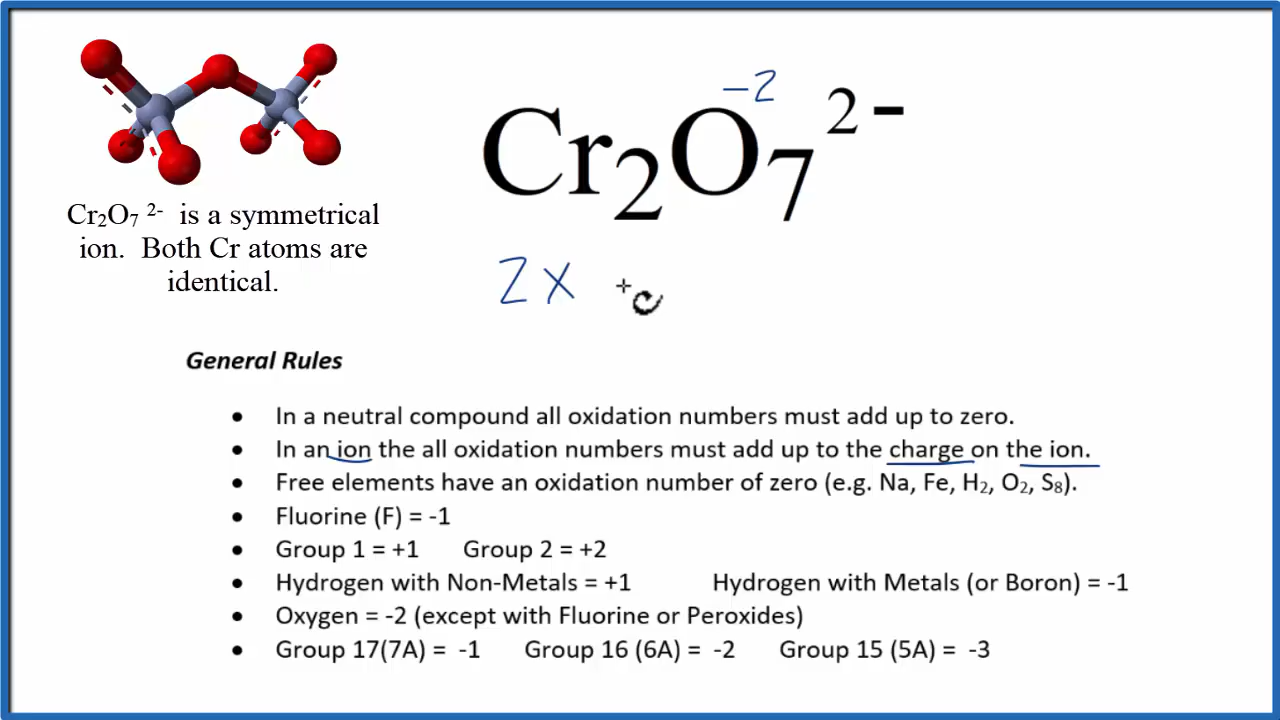 -2
Cr₂O₇ ²⁻
Cr₂O₇ ²⁻ is a symmetrical
ion. Both Cr atoms are
identical.
2x
General Rules
• In a neutral compound all oxidation numbers must add up to zero.
• In an ion the all oxidation numbers must add up to the charge on the ion.
• Free elements have an oxidation number of zero (e.g. Na, Fe, H₂, O₂, S₈).
• Fluorine (F) = -1
• Group 1 = +1 Group 2 = +2
• Hydrogen with Non-Metals = +1 Hydrogen with Metals (or Boron) = -1
• Oxygen = -2 (except with Fluorine or Peroxides)
• Group 17(7A) = -1 Group 16 (6A) = -2 Group 15 (5A) = -3